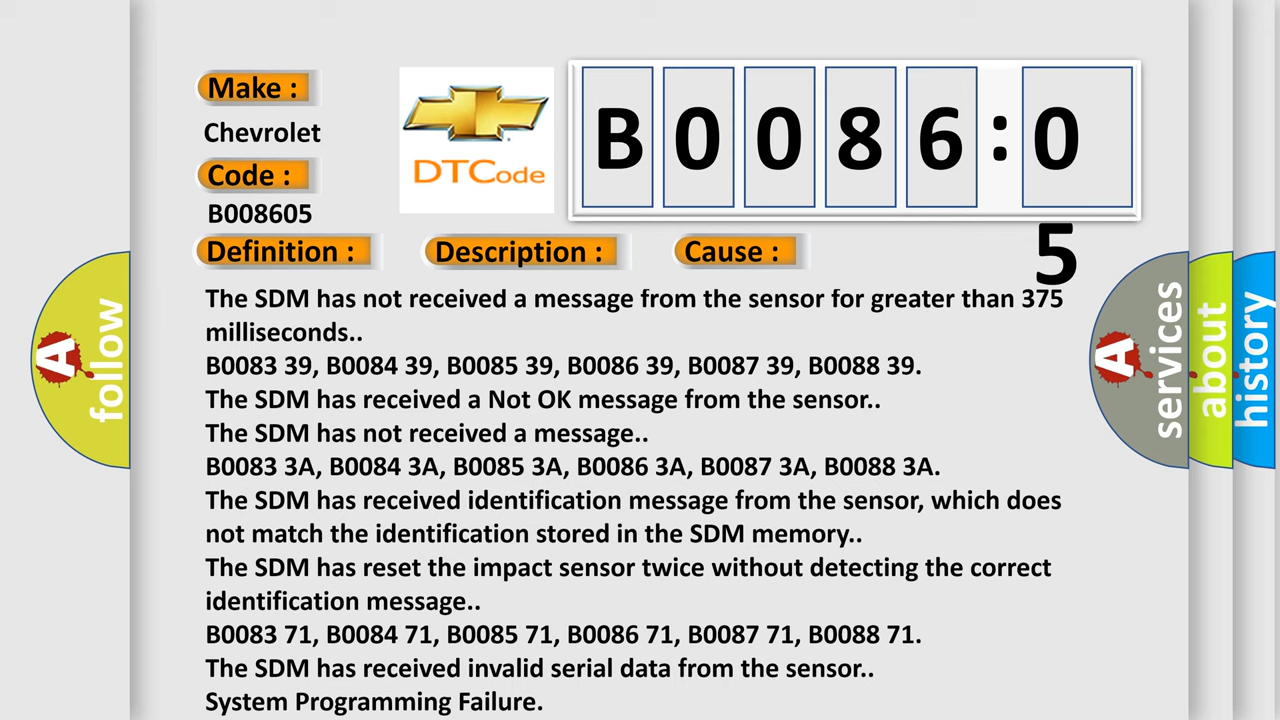 Make :
Chevrolet
Code :
B008605
DTCode
B0086:0
5
Definition :
Description :
Cause :
The SDM has not received a message from the sensor for greater than 375
milliseconds..
B0083 39, B0084 39, B0085 39, B0086 39, B0087 39, B0088 39.
The SDM has received a Not OK message from the sensor..
The SDM has not received a message..
B0083 3A, B0084 3A, B0085 3A, B0086 3A, B0087 3A, B0088 3A.
The SDM has received identification message from the sensor, which does
not match the identification stored in the SDM memory..
The SDM has reset the impact sensor twice without detecting the correct
identification message..
B0083 71, B0084 71, B0085 71, B0086 71, B0087 71, B0088 71.
The SDM has received invalid serial data from the sensor..
System Programming Failure.
A
follow
A
services
about
history